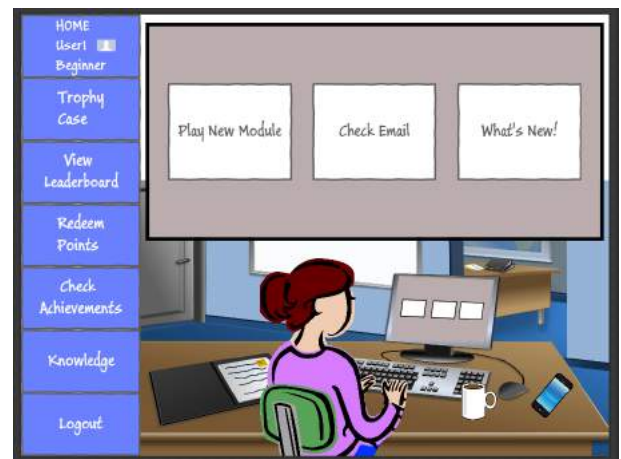 HOME
User1
Beginner
Trophy
Case
View
Leaderboard
Redeem
Points
Check
Achievements
Knowledge
Logout
Play New Module
Check Email
What's New!